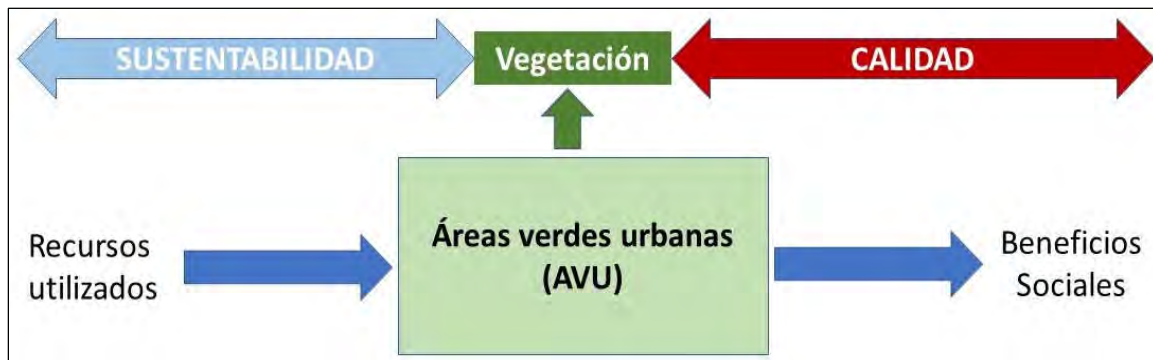 SUSTENTABILIDAD
Vegetación
CALIDAD
Recursos
utilizados
Áreas verdes urbanas
(AVU)
Beneficios
Sociales